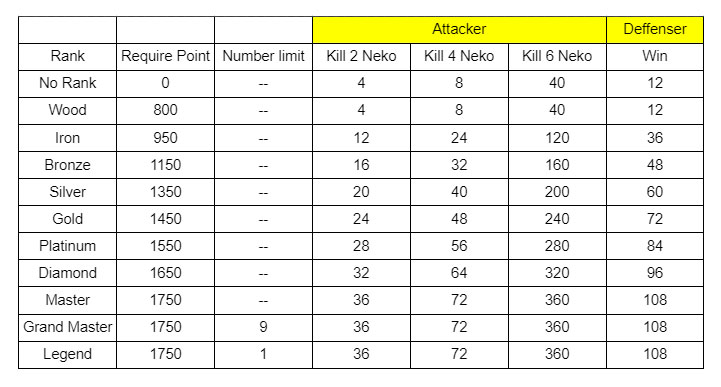 Attacker Deffenser
Rank Require Point Number limit Kill 2 Neko Kill 4 Neko Kill 6 Neko Win
No Rank 0 -- 4 8 40 12
Wood 800 -- 4 8 40 12
Iron 950 -- 12 24 120 36
Bronze 1150 -- 16 32 160 48
Silver 1350 -- 20 40 200 60
Gold 1450 -- 24 48 240 72
Platinum 1550 -- 28 56 280 84
Diamond 1650 -- 32 64 320 96
Master 1750 -- 36 72 360 108
Grand Master 1750 9 36 72 360 108
Legend 1750 1 36 72 360 108